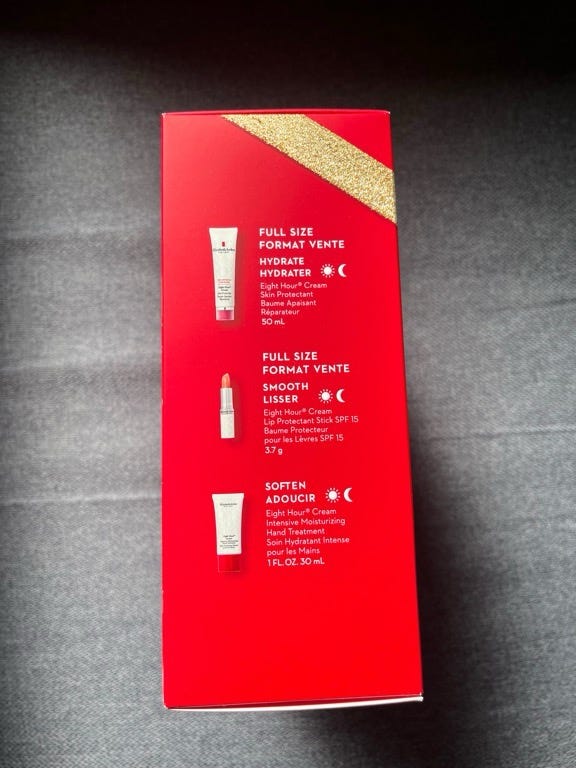 FULL SIZE
FORMAT VENTE
HYDRATE
HYDRATER
Eight Hour® Cream
Skin Protectant
Baume Apaisant
Réparateur
50 mL
FULL SIZE
FORMAT VENTE
SMOOTH
LISSER
Eight Hour® Cream
Lip Protectant Stick SPF 15
Baume Protecteur
pour les Lèvres SPF 15
3.7 g
SOFTEN
ADOUCIR
Eight Hour® Cream
Intensive Moisturizing
Hand Treatment
Soin Hydratant Intense
pour les Mains
1 FL.OZ. 30 mL